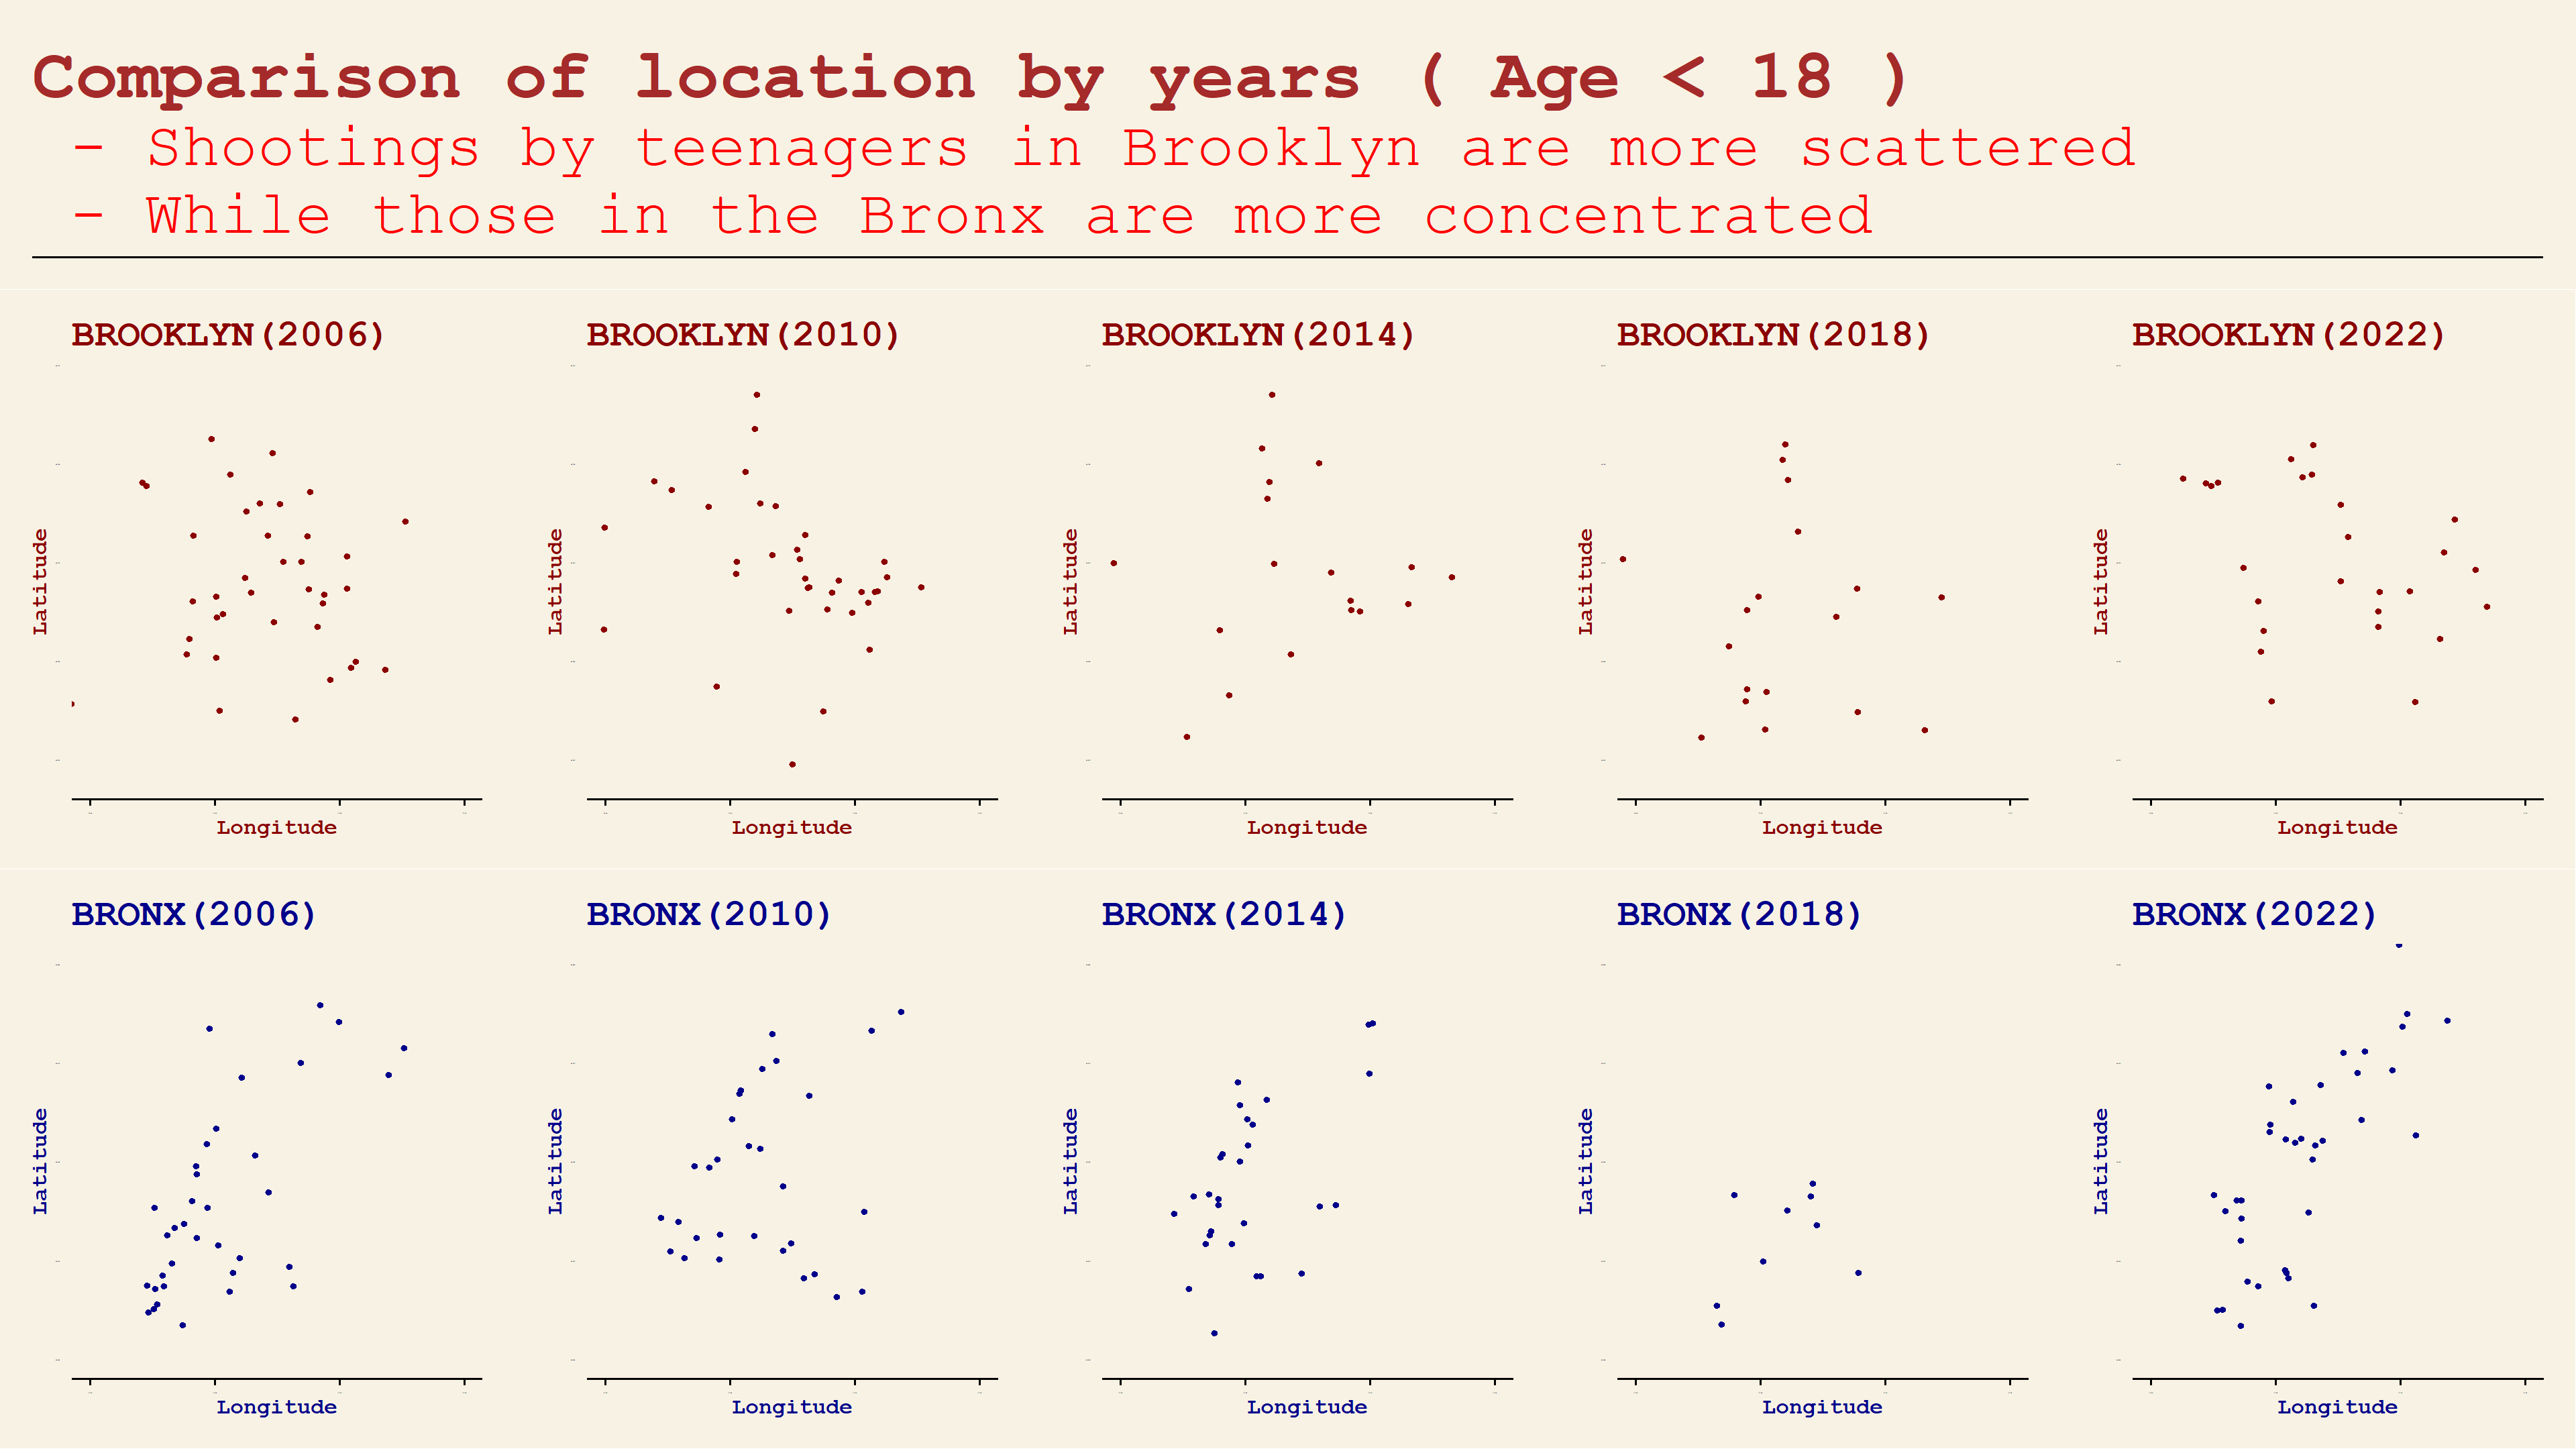 Comparison of location by years ( Age < 18 )
- Shootings by teenagers in Brooklyn are more scattered
- While those in the Bronx are more concentrated
BROOKLYN(2006)
BROOKLYN(2010)
BROOKLYN(2014)
BROOKLYN(2018)
BROOKLYN(2022)
Latitude
Latitude
Latitude
Latitude
Latitude
Longitude
Longitude
Longitude
Longitude
Longitude
BRONX(2006)
BRONX(2010)
BRONX(2014)
BRONX(2018)
BRONX(2022)
Latitude
Latitude
Latitude
Latitude
Latitude
Longitude
Longitude
Longitude
Longitude
Longitude